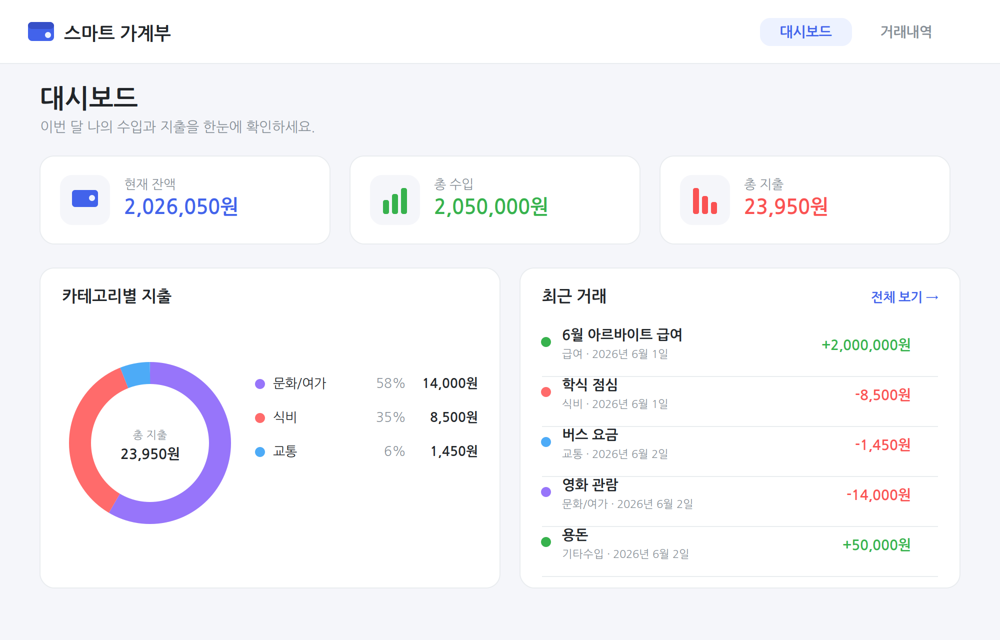 스마트 가계부
대시보드
거래내역
대시보드
이번 달 나의 수입과 지출을 한눈에 확인하세요.
현재 잔액
2,026,050원
총 수입
2,050,000원
총 지출
23,950원
카테고리별 지출
총 지출
23,950원
문화/여가 58% 14,000원
식비 35% 8,500원
교통 6% 1,450원
최근 거래
전체 보기 →
6월 아르바이트 급여
급여 · 2026년 6월 1일
+2,000,000원
학식 점심
식비 · 2026년 6월 1일
-8,500원
버스 요금
교통 · 2026년 6월 2일
-1,450원
영화 관람
문화/여가 · 2026년 6월 2일
-14,000원
용돈
기타수입 · 2026년 6월 2일
+50,000원